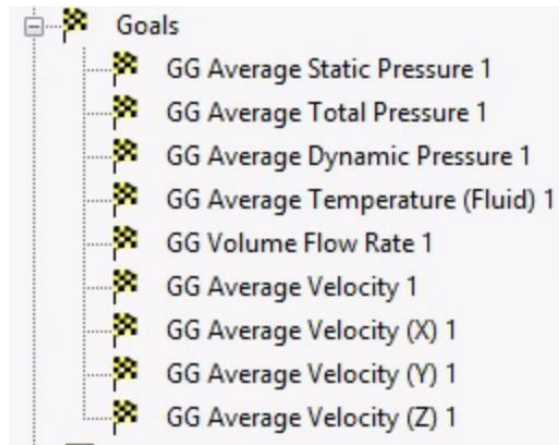 Goals
GG Average Static Pressure 1
GG Average Total Pressure 1
GG Average Dynamic Pressure 1
GG Average Temperature (Fluid) 1
GG Volume Flow Rate 1
GG Average Velocity 1
GG Average Velocity (X) 1
GG Average Velocity (Y) 1
GG Average Velocity (Z) 1